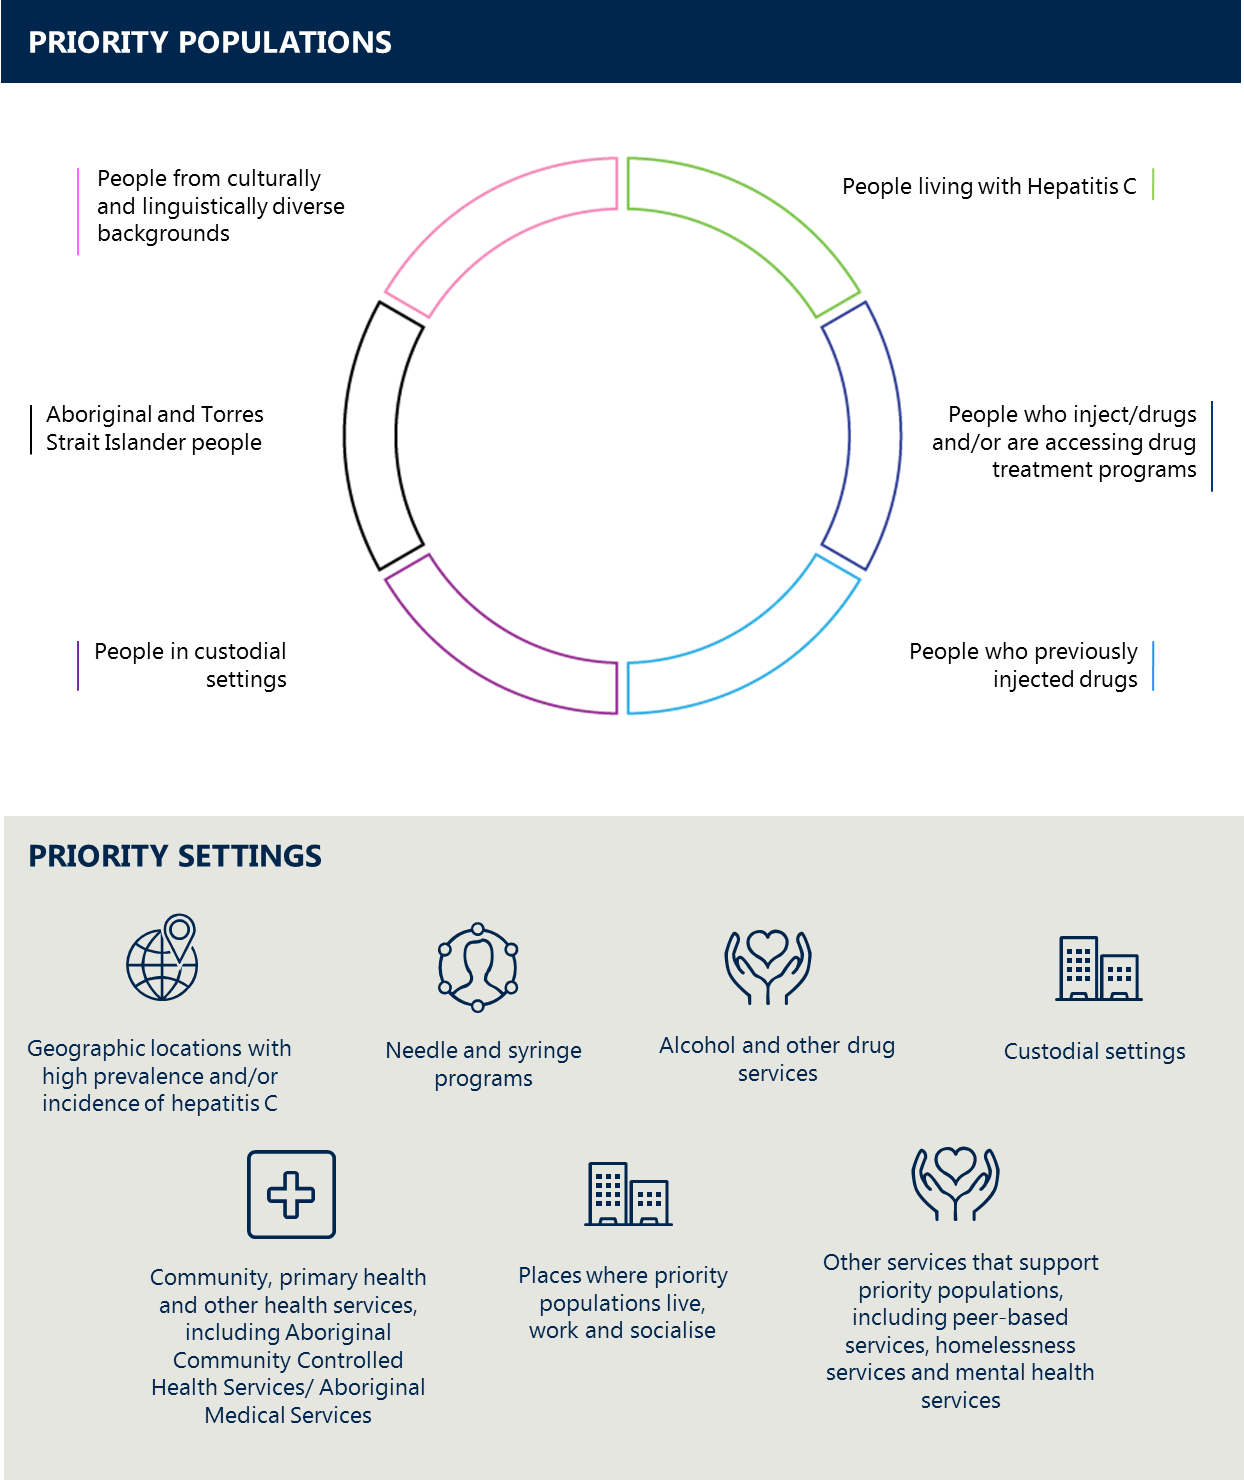 PRIORITY POPULATIONS
People from culturally
and linguistically diverse
backgrounds
People living with Hepatitis C
Aboriginal and Torres
Strait Islander people
People who inject/drugs
and/or are accessing drug
treatment programs
People in custodial
settings
People who previously
injected drugs
PRIORITY SETTINGS
Geographic locations with
high prevalence and/or
incidence of hepatitis C
Needle and syringe
programs
Alcohol and other drug
services
Custodial settings
Community, primary health
and other health services,
including Aboriginal
Community Controlled
Health Services/ Aboriginal
Medical Services
Places where priority
populations live,
work and socialise
Other services that support
priority populations,
including peer-based
services, homelessness
services and mental health
services